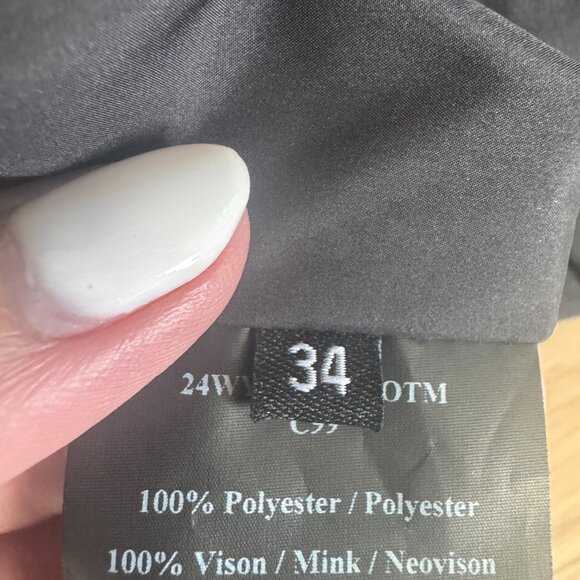 34
24WY OTM
C99
100% Polyester / Polyester
100% Vison / Mink / Neovison